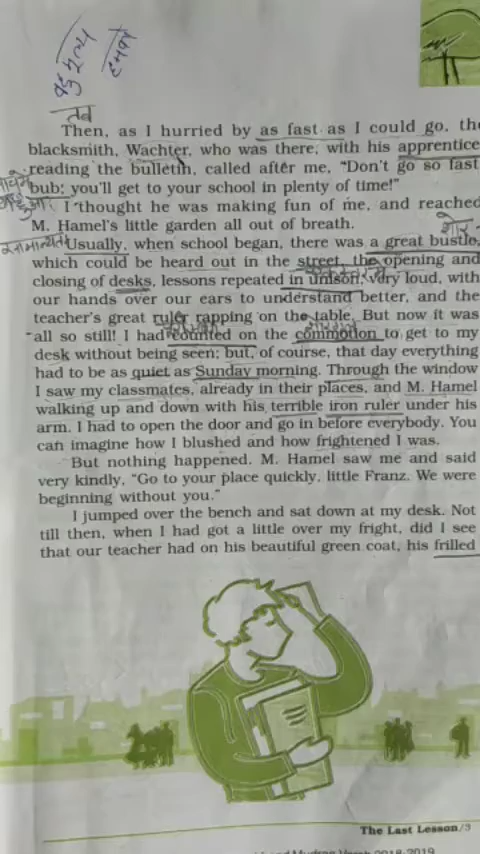 तब
Then, as I hurried by as fast as I could go, the
blacksmith, Wachter, who was there, with his apprentice,
reading the bulletin, called after me, “Don’t go so fast,
bub; you’ll get to your school in plenty of time!”
I thought he was making fun of me, and reached
M. Hamel’s little garden all out of breath.
शोर
Usually, when school began, there was a great bustle,
which could be heard out in the street, the opening and
closing of desks, lessons repeated in unison, very loud, with
our hands over our ears to understand better, and the
teacher’s great ruler rapping on the table. But now it was
all so still! I had counted on the commotion to get to my
desk without being seen; but, of course, that day everything
had to be as quiet as Sunday morning. Through the window
I saw my classmates, already in their places, and M. Hamel
walking up and down with his terrible iron ruler under his
arm. I had to open the door and go in before everybody. You
can imagine how I blushed and how frightened I was.
But nothing happened. M. Hamel saw me and said
very kindly, “Go to your place quickly, little Franz. We were
beginning without you.”
I jumped over the bench and sat down at my desk. Not
till then, when I had got a little over my fright, did I see
that our teacher had on his beautiful green coat, his frilled
The Last Lesson/3
2018-2019